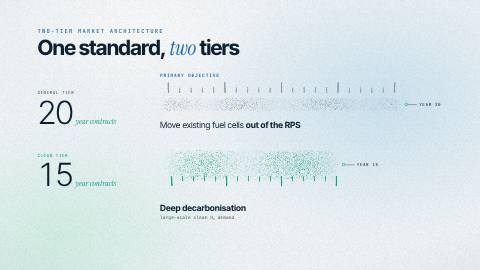 TWO-TIER MARKET ARCHITECTURE
One standard, two tiers
PRIMARY OBJECTIVE
GENERAL TIER
20 year contracts
YEAR 20
Move existing fuel cells out of the RPS
CLEAN TIER
15 year contracts
YEAR 15
Deep decarbonisation
large-scale clean H₂ demand